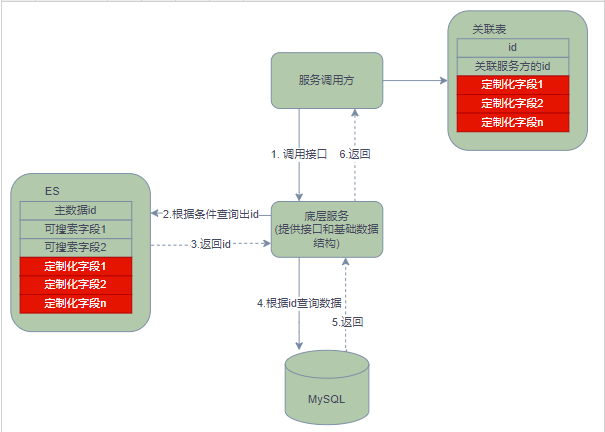 关联表
id
关联服务方的id
定制化字段1
定制化字段2
定制化字段n
服务调用方
1. 调用接口
6.返回
ES
主数据id
可搜索字段1
可搜索字段2
定制化字段1
定制化字段2
定制化字段n
2.根据条件查询出id
3.返回id
底层服务
(提供接口和基础数据
结构)
4.根据id查询数据
5.返回
MySQL